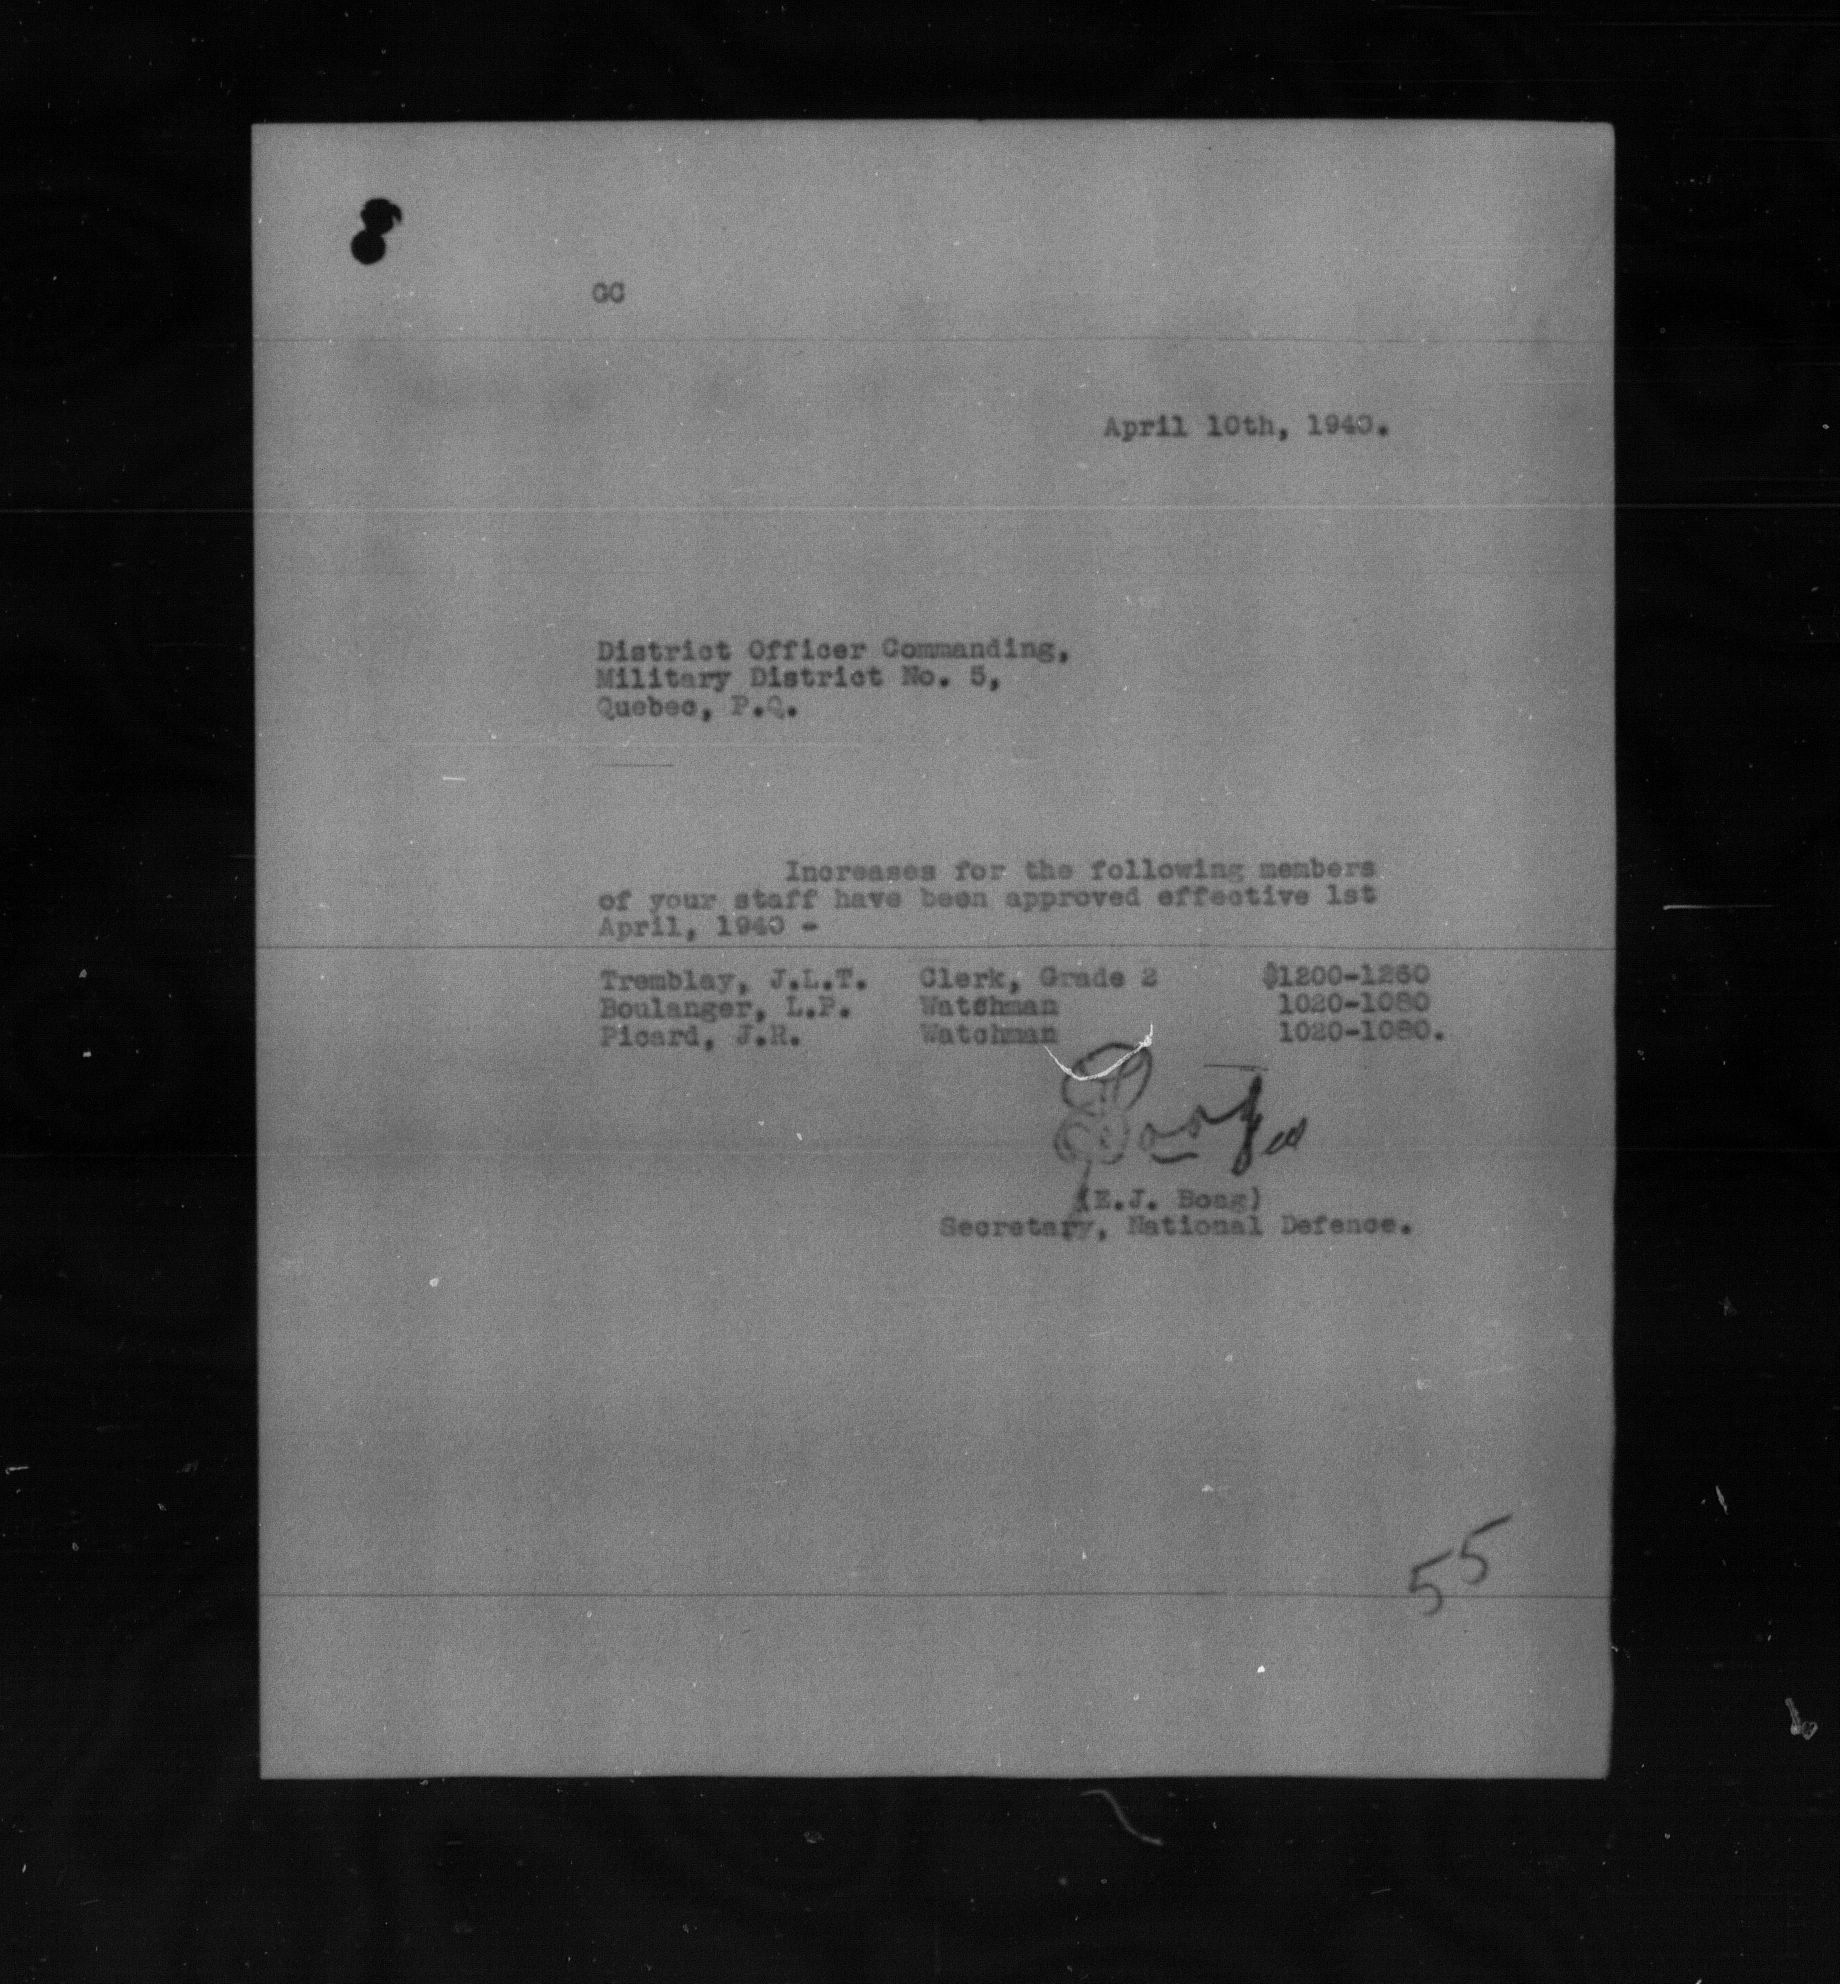 GC
April 10th, 1940.
District Officer Commanding,
Military District No. 5,
Quebec, P.Q.
Increases for the following members
of your staff have been approved effective 1st
April, 1940 -
Tremblay, J.L.T. Clerk, Grade 2 $1200-1260
Boulanger, L.P. Watchman 1020-1080
Picard, J.R. Watchman 1020-1080.
(E.J. Boag)
Secretary, National Defence.
55